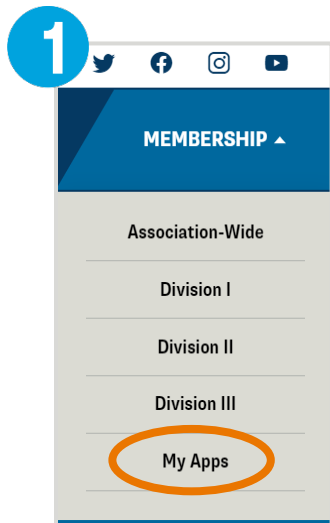 1
MEMBERSHIP
Association-Wide
Division I
Division II
Division III
My Apps